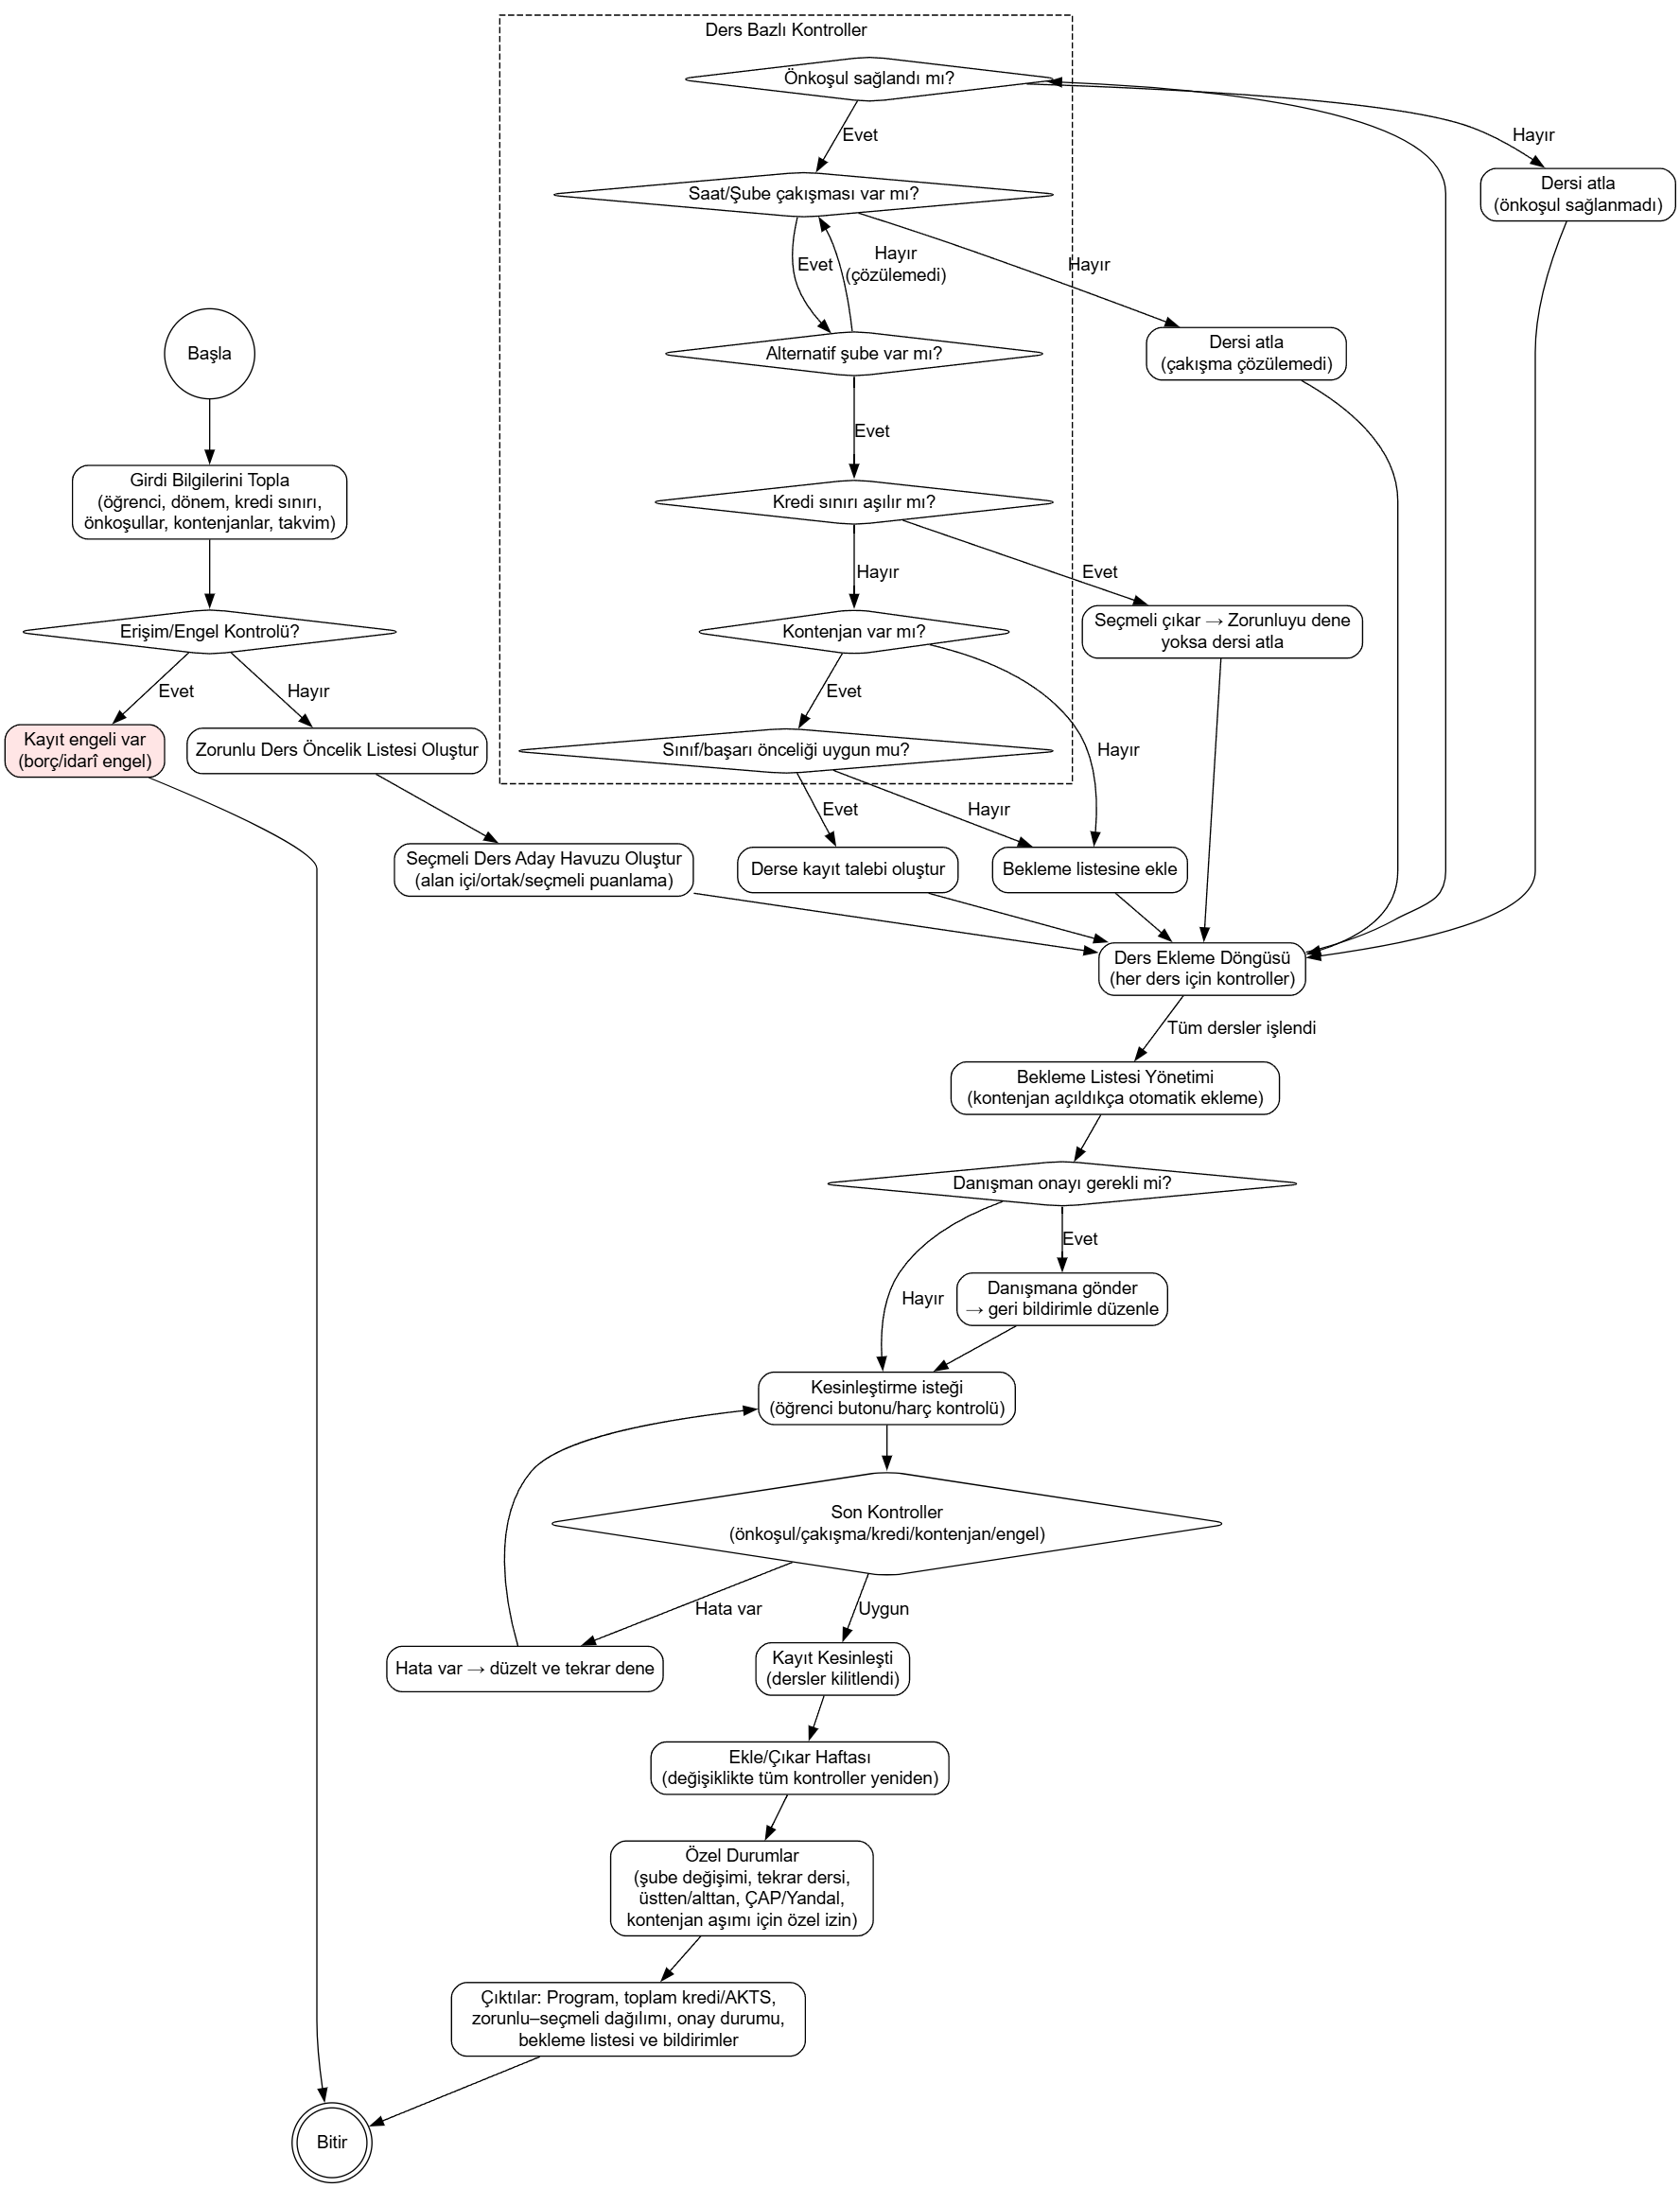 Ders Bazlı Kontroller
Önkoşul sağlandı mı?
Evet
Hayır
Saat/Şube çakışması var mı?
Dersi atla
(önkoşul sağlanmadı)
Evet
Hayır
(çözülemedi)
Hayır
Başla
Alternatif şube var mı?
Dersi atla
(çakışma çözülemedi)
Evet
Girdi Bilgilerini Topla
(öğrenci, dönem, kredi sınırı,
önkoşullar, kontenjanlar, takvim)
Kredi sınırı aşılır mı?
Hayır
Evet
Erişim/Engel Kontrolü?
Kontenjan var mı?
Seçmeli çıkar → Zorunluyu dene
yoksa dersi atla
Evet
Hayır
Evet
Hayır
Kayıt engeli var
(borç/idarî engel)
Zorunlu Ders Öncelik Listesi Oluştur
Sınıf/başarı önceliği uygun mu?
Evet
Hayır
Seçmeli Ders Aday Havuzu Oluştur
(alan içi/ortak/seçmeli puanlama)
Derse kayıt talebi oluştur
Bekleme listesine ekle
Ders Ekleme Döngüsü
(her ders için kontroller)
Tüm dersler işlendi
Bekleme Listesi Yönetimi
(kontenjan açıldıkça otomatik ekleme)
Danışman onayı gerekli mi?
Evet
Hayır
Danışmana gönder
→ geri bildirimle düzenle
Kesinleştirme isteği
(öğrenci butonu/harç kontrolü)
Son Kontroller
(önkoşul/çakışma/kredi/kontenjan/engel)
Hata var
Uygun
Hata var → düzelt ve tekrar dene
Kayıt Kesinleşti
(dersler kilitlendi)
Ekle/Çıkar Haftası
(değişiklikte tüm kontroller yeniden)
Özel Durumlar
(şube değişimi, tekrar dersi,
üstten/alttan, ÇAP/Yandal,
kontenjan aşımı için özel izin)
Çıktılar: Program, toplam kredi/AKTS,
zorunlu–seçmeli dağılımı, onay durumu,
bekleme listesi ve bildirimler
Bitir